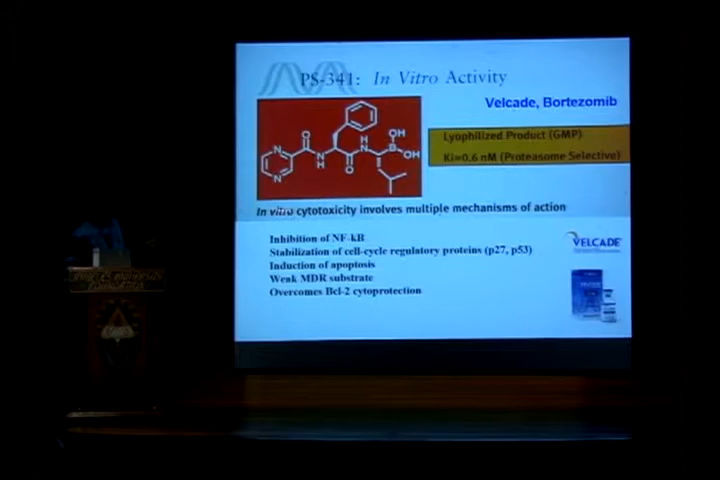 PS-341: In Vitro Activity
Velcade, Bortezomib
Lyophilized Product (GMP)
Ki=0.6 nM (Proteasome Selective)
OH
O
H
N
N
B
OH
N
H
O
N
In vitro cytotoxicity involves multiple mechanisms of action
Inhibition of NF-kB
Stabilization of cell-cycle regulatory proteins (p27, p53)
Induction of apoptosis
Weak MDR substrate
Overcomes Bcl-2 cytoprotection
VELCADE